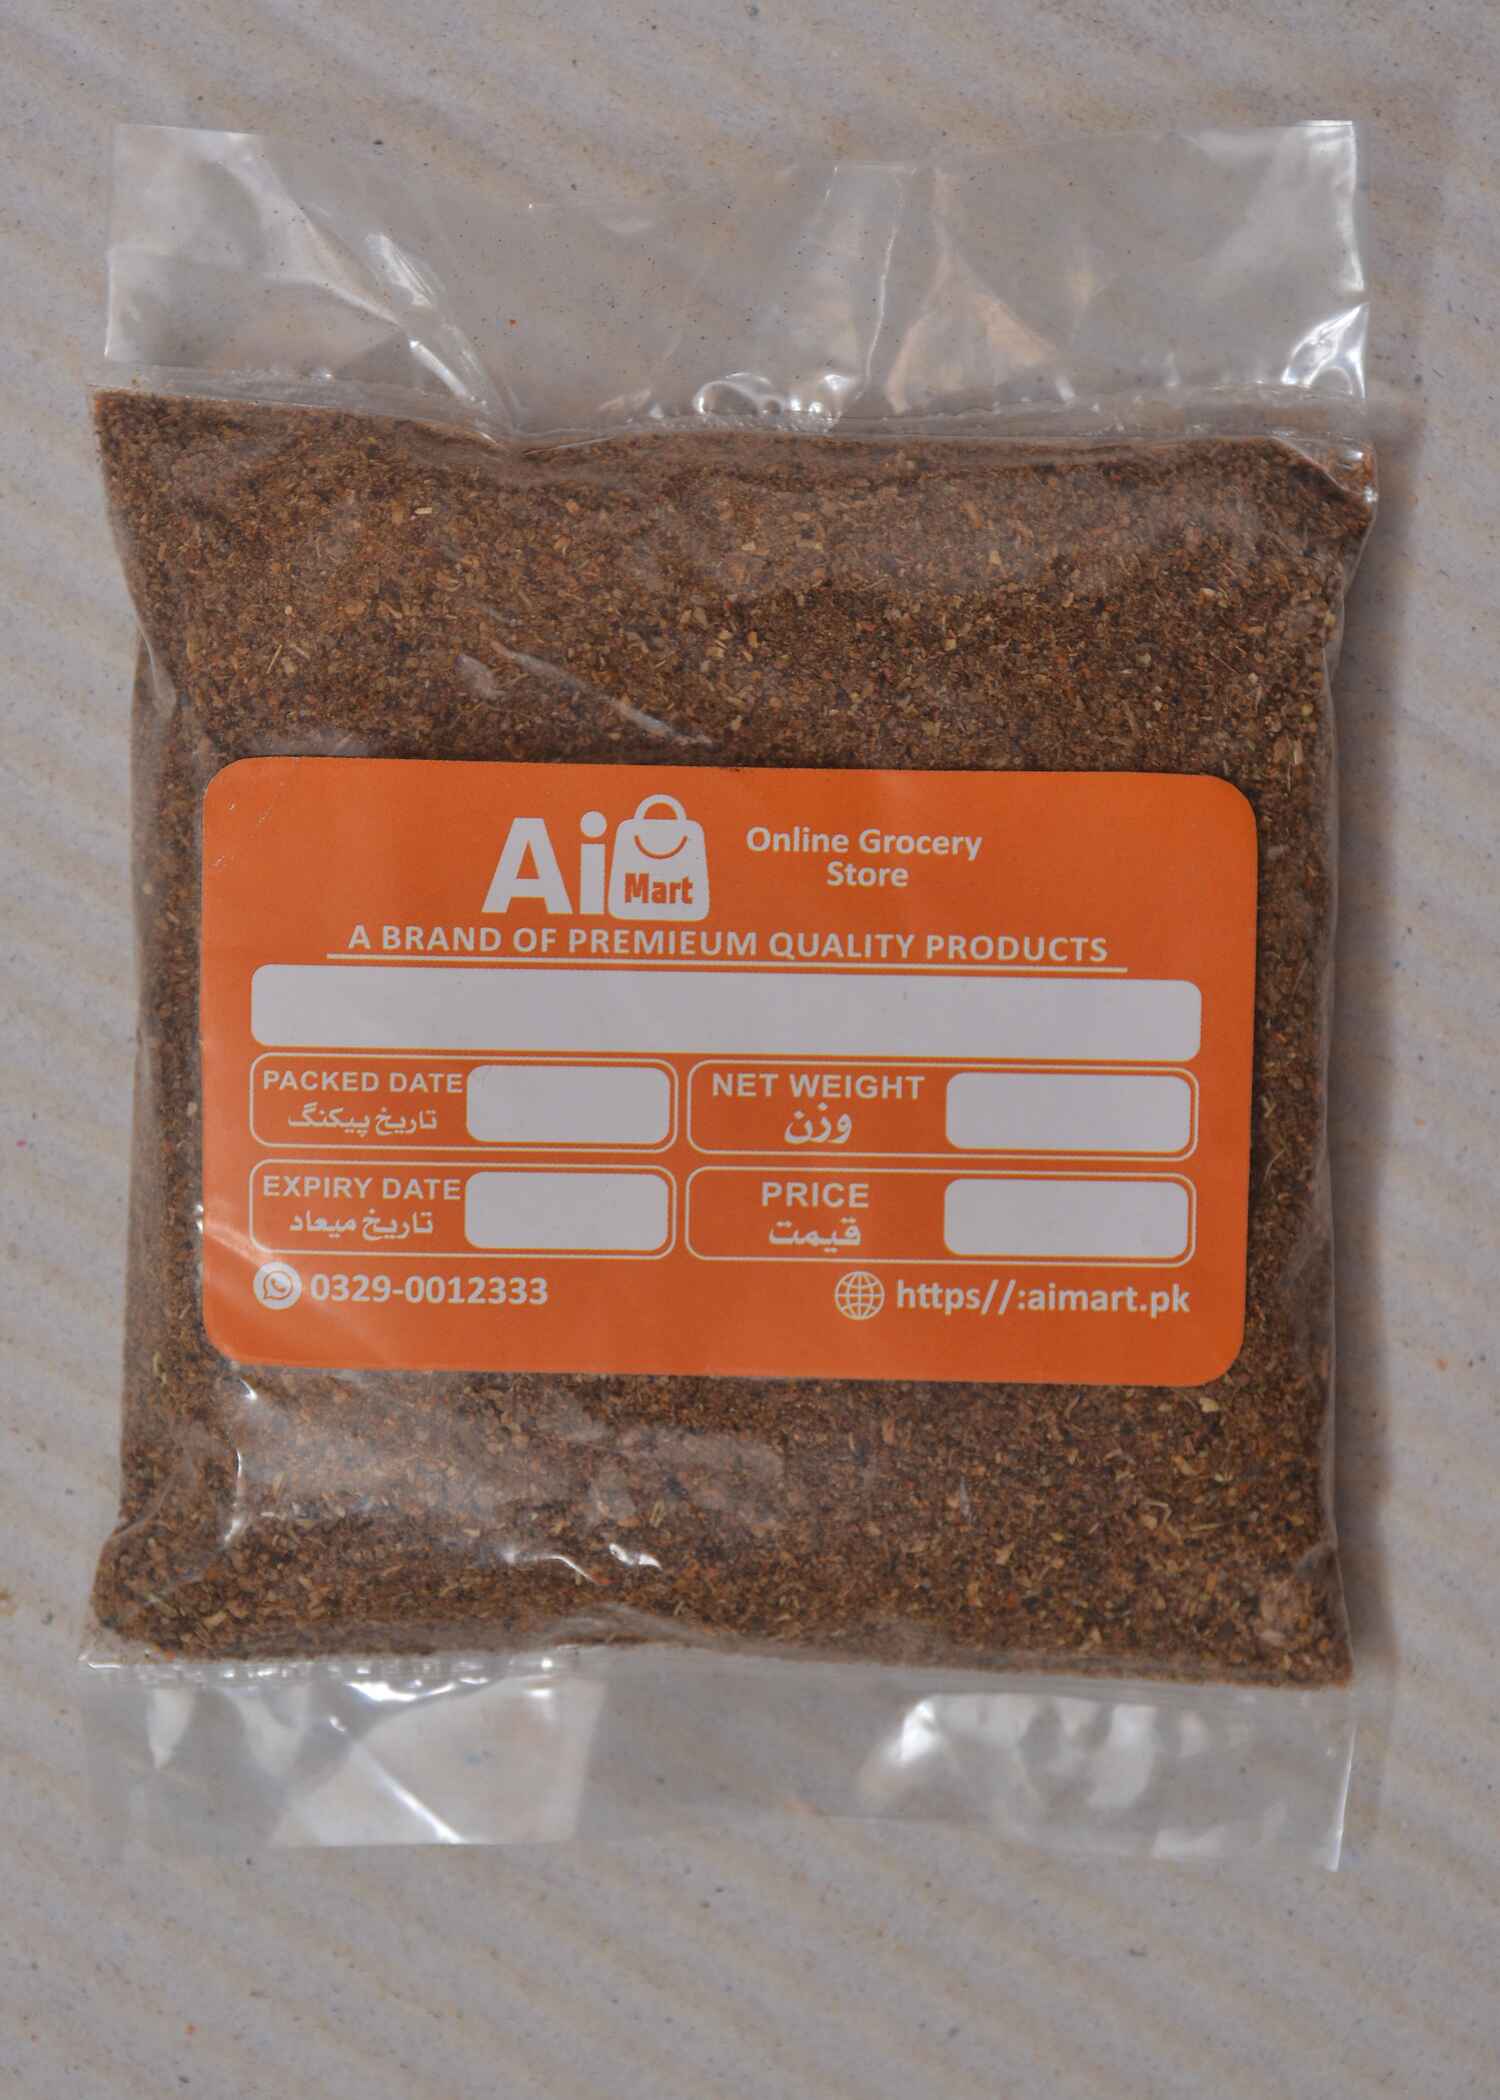 Ai Mart
Online Grocery
Store
A BRAND OF PREMIEUM QUALITY PRODUCTS
PACKED DATE
تاریخ پیکنگ
NET WEIGHT
وزن
EXPIRY DATE
تاریخ میعاد
PRICE
قیمت
0329-0012333
https//:aimart.pk